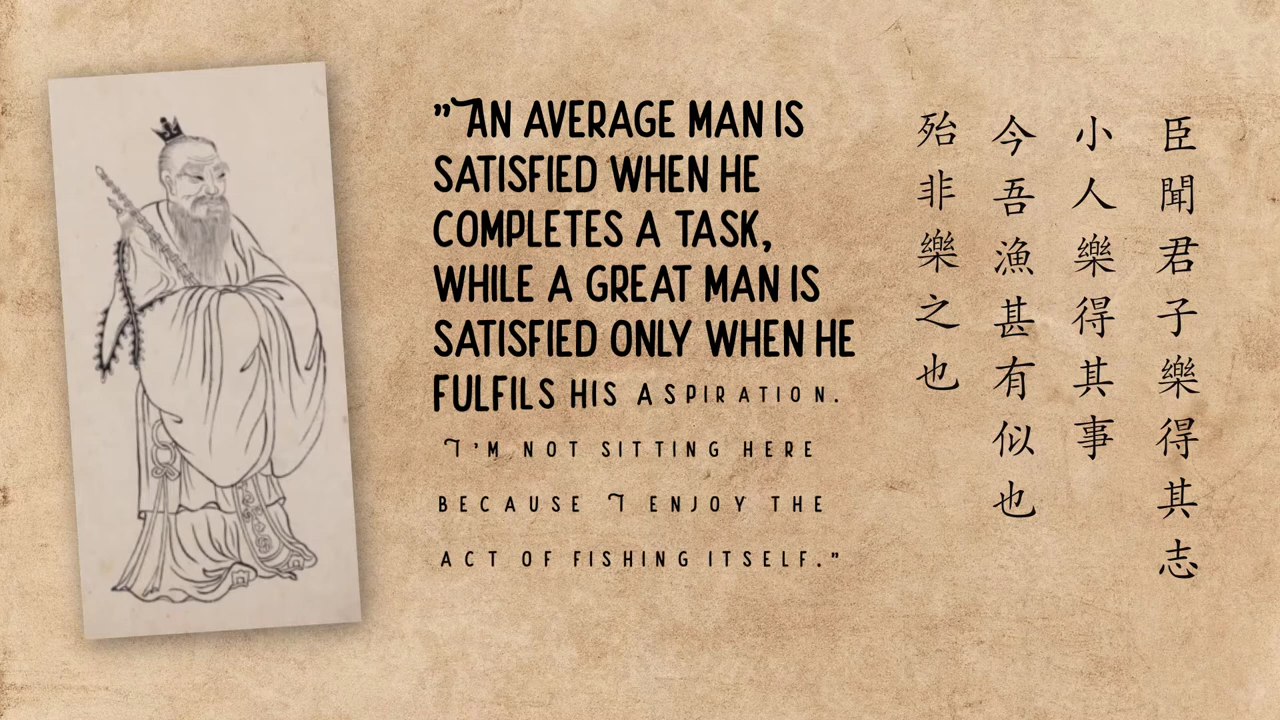 "AN AVERAGE MAN IS
SATISFIED WHEN HE
COMPLETES A TASK,
WHILE A GREAT MAN IS
SATISFIED ONLY WHEN HE
FULFILS HIS ASPIRATION.
I'M NOT SITTING HERE
BECAUSE I ENJOY THE
ACT OF FISHING ITSELF."
臣聞君子樂得其志
小人樂得其事
今吾漁甚有似也
殆非樂之也